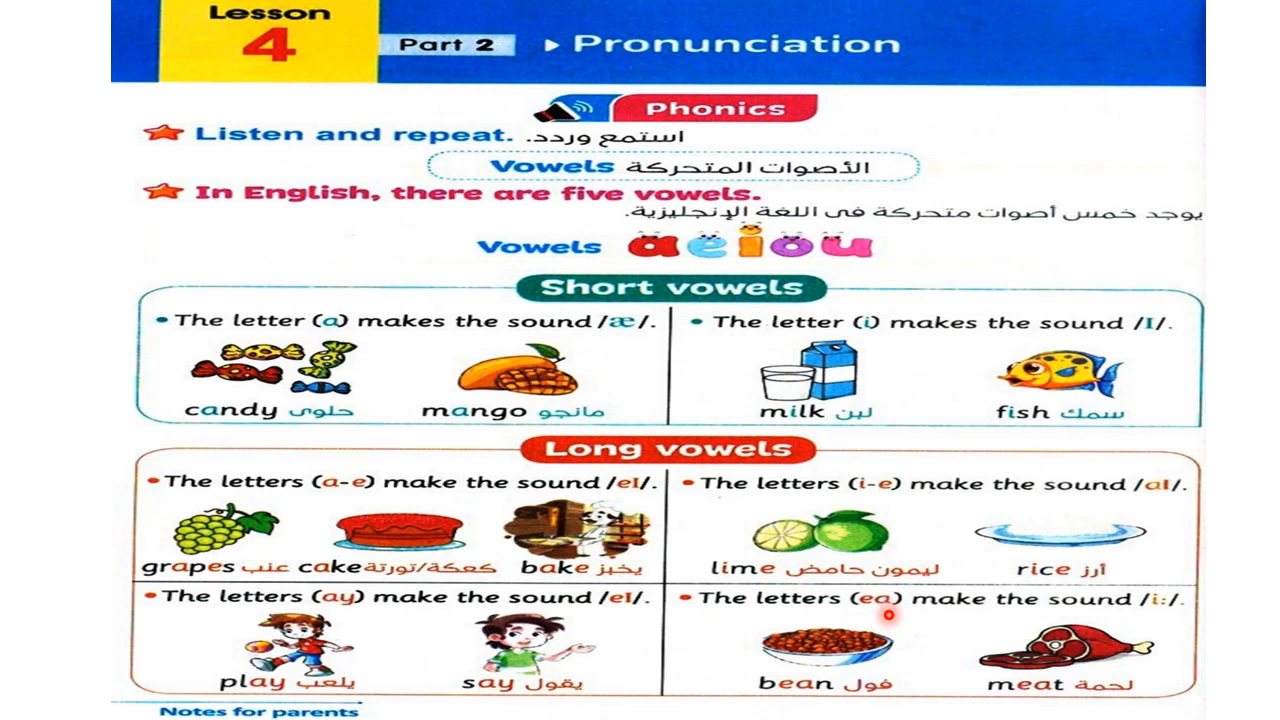 Lesson
4
Part 2
Pronunciation
Phonics
Listen and repeat. استمع وردد.
Vowels الأصوات المتحركة
In English, there are five vowels.
يوجد خمس أصوات متحركة فى اللغة الإنجليزية.
Vowels a e i o u
Short vowels
• The letter (a) makes the sound /æ/.
candy حلوى mango مانجو
• The letter (i) makes the sound /I/.
milk لبن fish سمك
Long vowels
• The letters (a-e) make the sound /eI/.
grapes عنب cake كعكة/تورتة bake يخبز
• The letters (i-e) make the sound /aI/.
lime ليمون حامض rice أرز
• The letters (ay) make the sound /eI/.
play يلعب say يقول
• The letters (ea) make the sound /i:/.
bean فول meat لحمة
Notes for parents